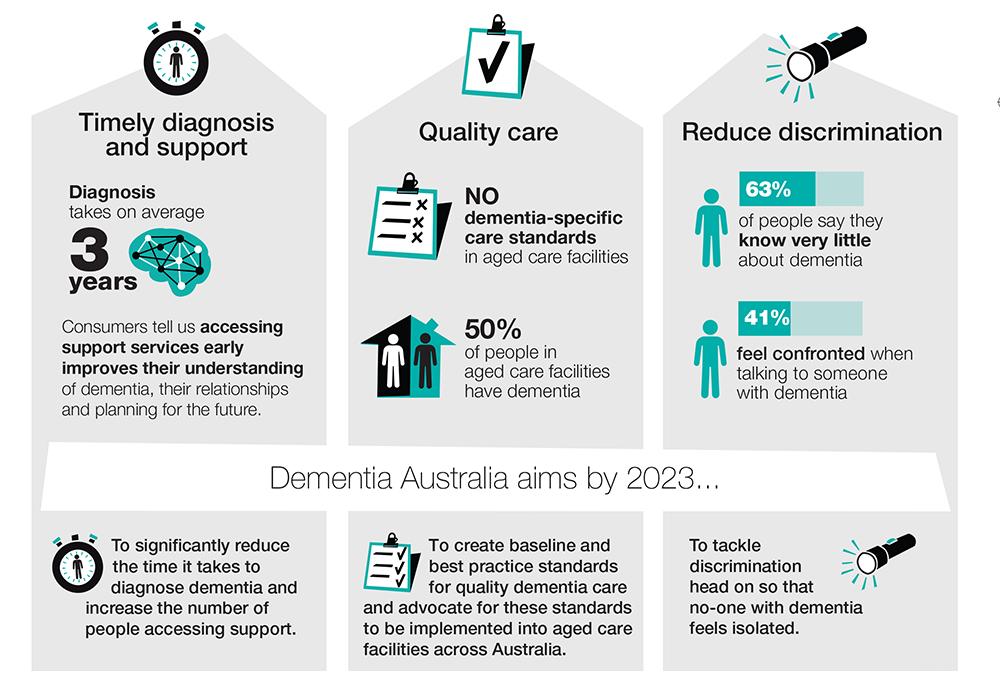 Timely diagnosis
and support
Diagnosis
takes on average
3
years
Consumers tell us accessing
support services early
improves their understanding
of dementia, their relationships
and planning for the future.
Quality care
NO
dementia-specific
care standards
in aged care facilities
50%
of people in
aged care facilities
have dementia
Reduce discrimination
63%
of people say they
know very little
about dementia
41%
feel confronted when
talking to someone
with dementia
Dementia Australia aims by 2023...
To significantly reduce
the time it takes to
diagnose dementia and
increase the number of
people accessing support.
To create baseline and
best practice standards
for quality dementia care
and advocate for these standards
to be implemented into aged care
facilities across Australia.
To tackle
discrimination
head on so that
no-one with dementia
feels isolated.